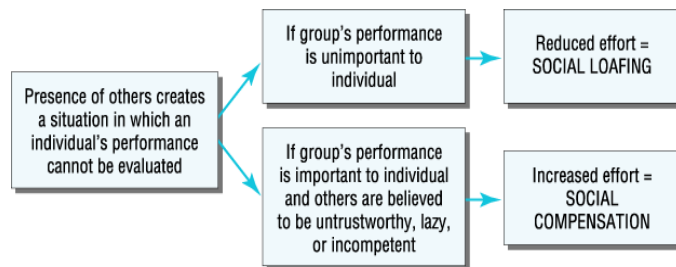 Presence of others creates
a situation in which an
individual's performance
cannot be evaluated
If group's performance
is unimportant to
individual
Reduced effort =
SOCIAL LOAFING
If group's performance
is important to individual
and others are believed
to be untrustworthy, lazy,
or incompetent
Increased effort =
SOCIAL
COMPENSATION